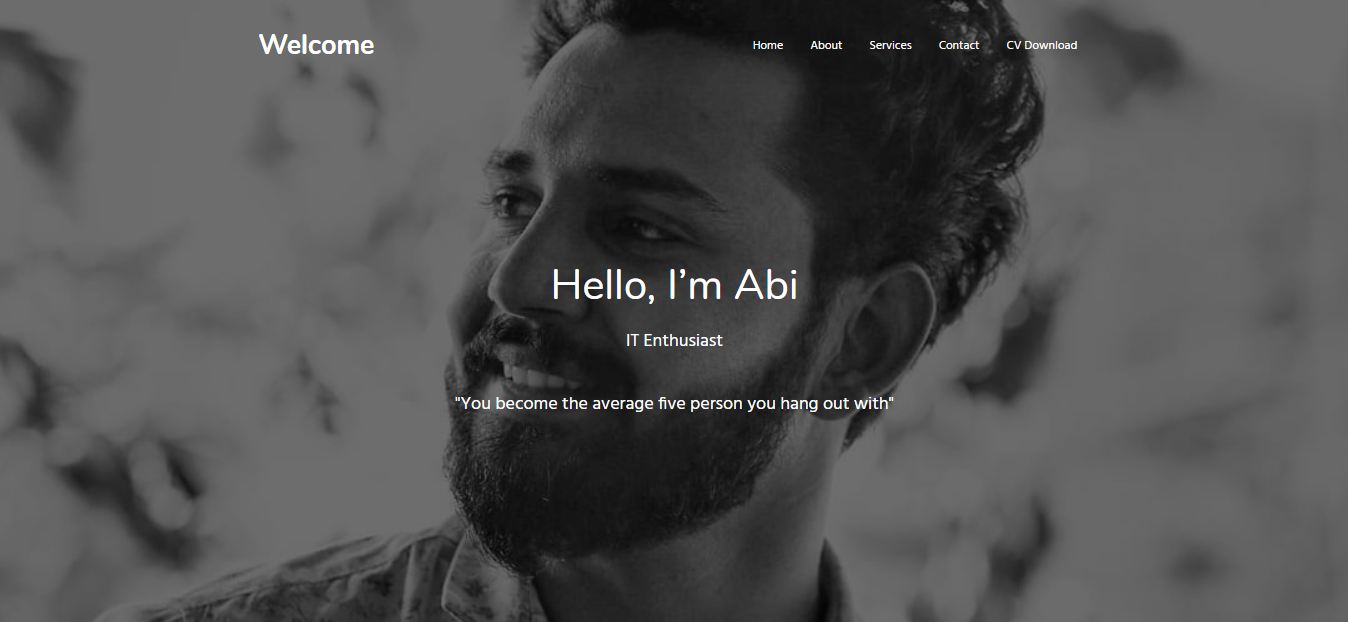 Welcome
Home About Services Contact CV Download
Hello, I'm Abi
IT Enthusiast
"You become the average five person you hang out with"